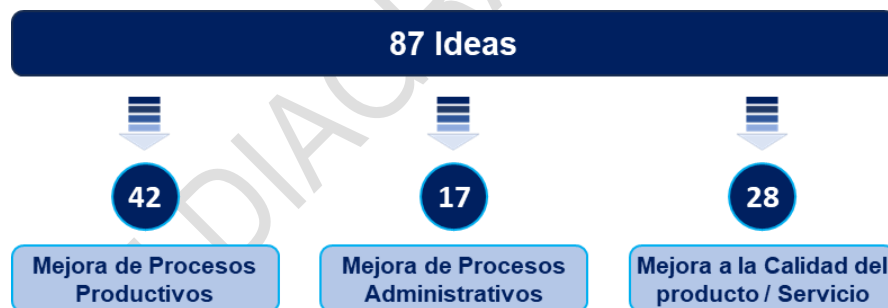 87 Ideas
42
17
28
Mejora de Procesos
Productivos
Mejora de Procesos
Administrativos
Mejora a la Calidad del
producto / Servicio